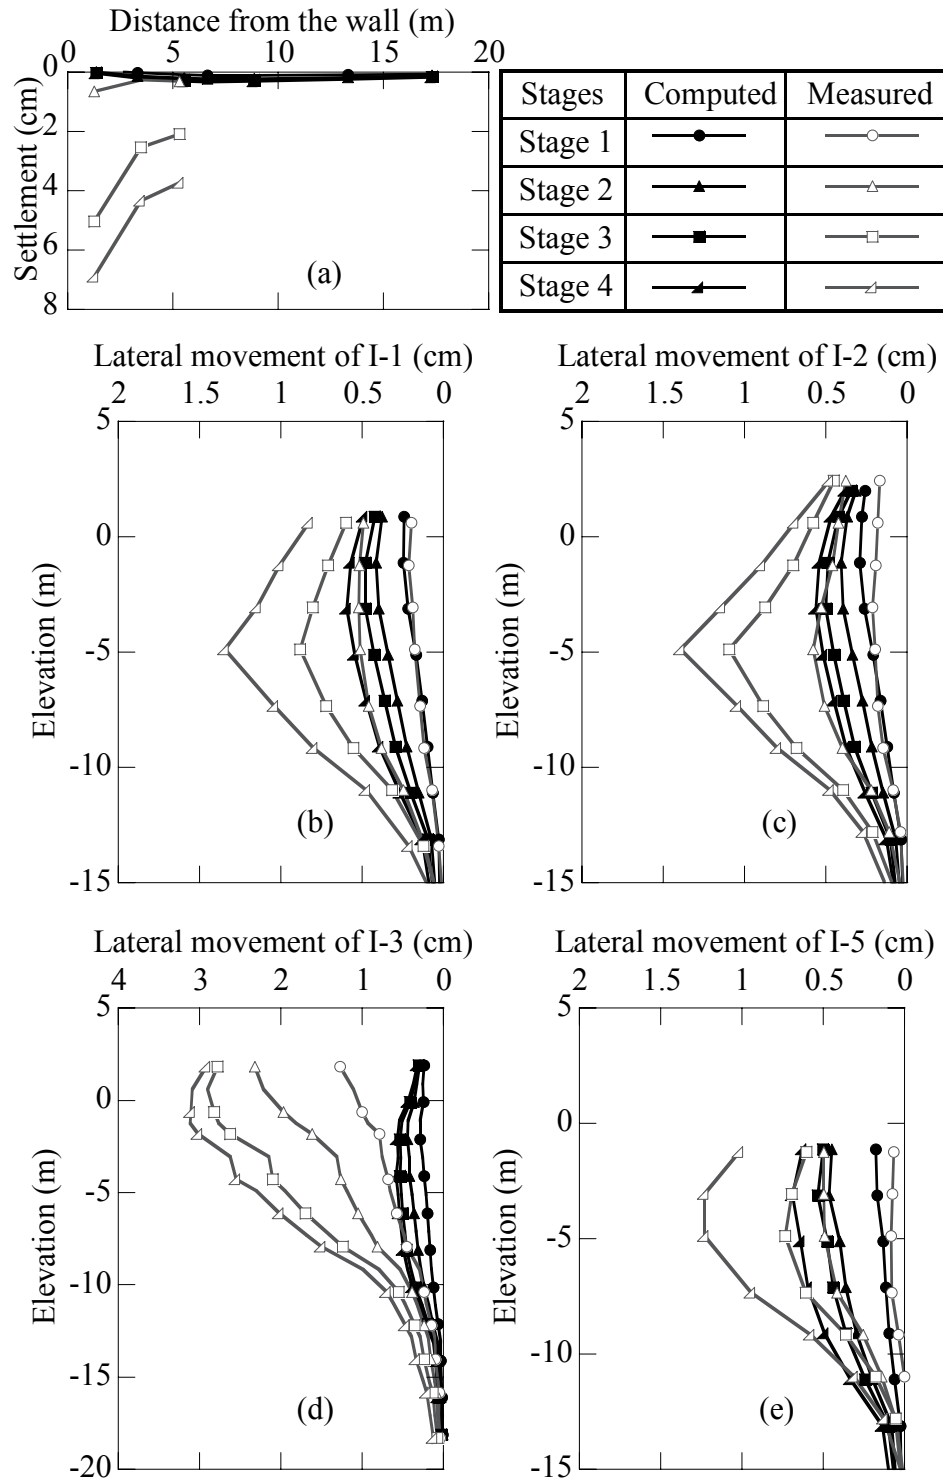 Distance from the wall (m)
0 5 10 15 20
Settlement (cm)
0
2
4
6
8
(a)
Stages Computed Measured
Stage 1
Stage 2
Stage 3
Stage 4
Lateral movement of I-1 (cm)
2 1.5 1 0.5 0
Elevation (m)
5
0
-5
-10
-15
(b)
Lateral movement of I-2 (cm)
2 1.5 1 0.5 0
Elevation (m)
5
0
-5
-10
-15
(c)
Lateral movement of I-3 (cm)
4 3 2 1 0
Elevation (m)
5
0
-5
-10
-15
-20
(d)
Lateral movement of I-5 (cm)
2 1.5 1 0.5 0
Elevation (m)
5
0
-5
-10
-15
(e)